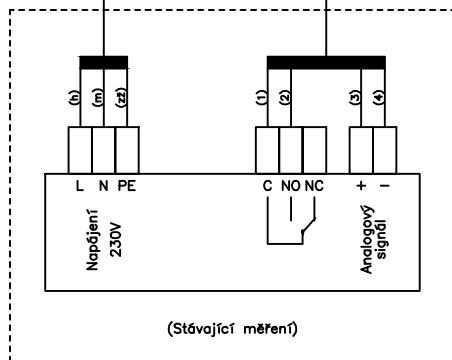 (h) (m) (zž) (1) (2) (3) (4)
L N PE C NO NC + −
Napájení
230V
Analogový
signál
(Stávající měření)